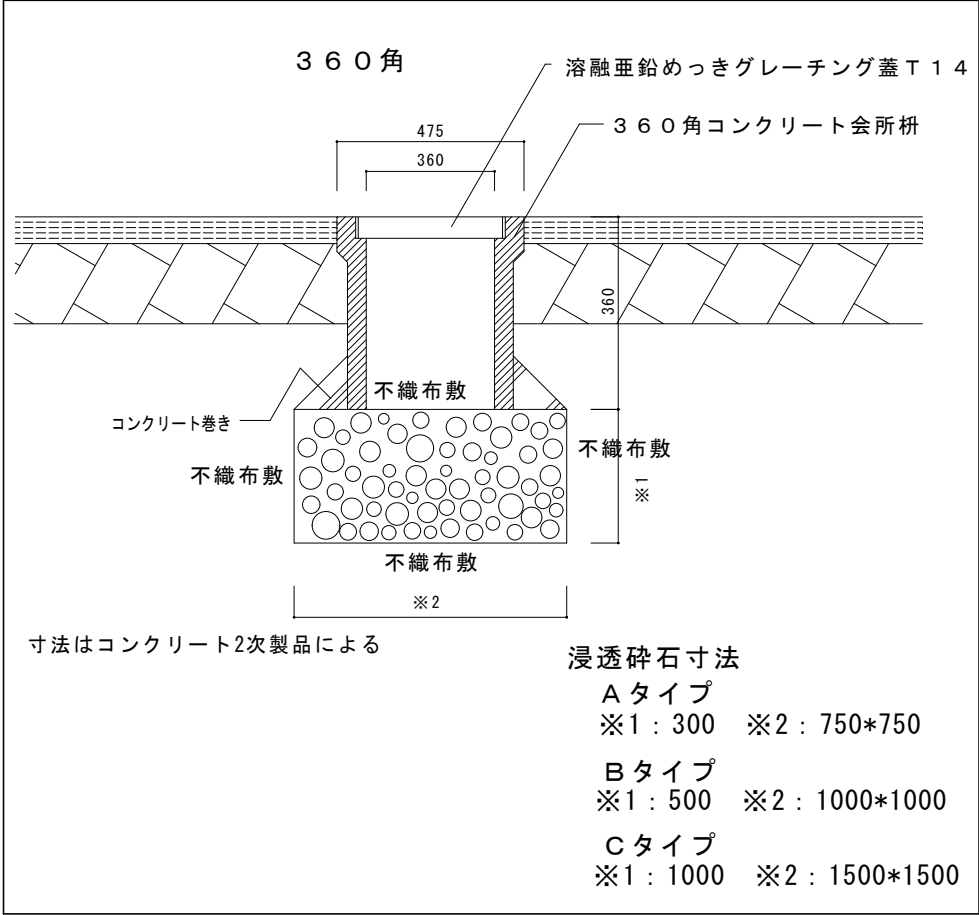 ３６０角
溶融亜鉛めっきグレーチング蓋Ｔ１４
３６０角コンクリート会所枡
475
360
360
不織布敷
コンクリート巻き
不織布敷
不織布敷
※1
不織布敷
※2
寸法はコンクリート2次製品による
浸透砕石寸法
Ａタイプ
※1：300　※2：750*750
Ｂタイプ
※1：500　※2：1000*1000
Ｃタイプ
※1：1000　※2：1500*1500